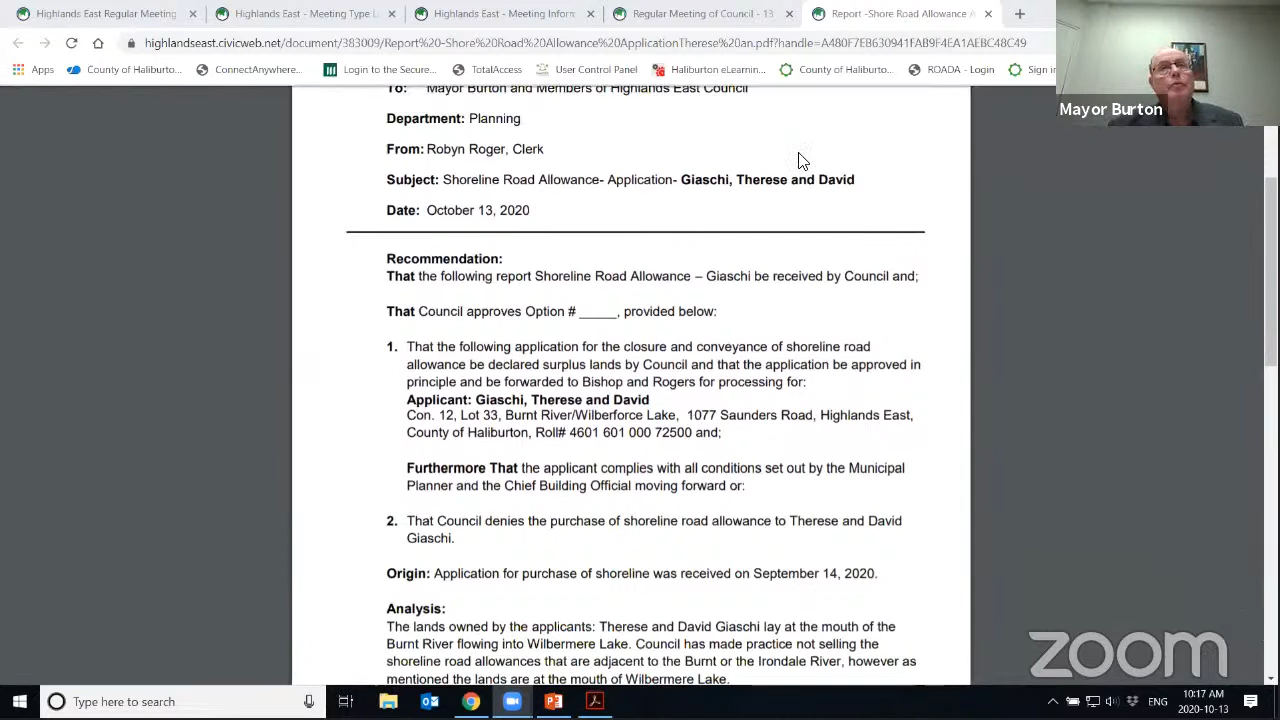 Highlands East Regular Meeting
Highlands East - Meeting Type L
Highlands East - Meeting Inform
Regular Meeting of Council - 13
Report -Shore Road Allowance A
highlandseast.civicweb.net/document/383009/Report%20-Shore%20Road%20Allowance%20ApplicationTherese%20an.pdf?handle=A480F7EB630941FAB9F4EA1AEBC48C49
Apps
County of Haliburto...
ConnectAnywhere...
Login to the Secure...
TotalAccess
User Control Panel
Haliburton eLearnin...
County of Haliburto...
ROADA - Login
Sign in
Mayor Burton
To: Mayor Burton and Members of Highlands East Council
Department: Planning
From: Robyn Roger, Clerk
Subject: Shoreline Road Allowance- Application- Giaschi, Therese and David
Date: October 13, 2020
Recommendation:
That the following report Shoreline Road Allowance – Giaschi be received by Council and;
That Council approves Option # _____, provided below:
1. That the following application for the closure and conveyance of shoreline road
allowance be declared surplus lands by Council and that the application be approved in
principle and be forwarded to Bishop and Rogers for processing for:
Applicant: Giaschi, Therese and David
Con. 12, Lot 33, Burnt River/Wilberforce Lake, 1077 Saunders Road, Highlands East,
County of Haliburton, Roll# 4601 601 000 72500 and;
Furthermore That the applicant complies with all conditions set out by the Municipal
Planner and the Chief Building Official moving forward or:
2. That Council denies the purchase of shoreline road allowance to Therese and David
Giaschi.
Origin: Application for purchase of shoreline was received on September 14, 2020.
Analysis:
The lands owned by the applicants: Therese and David Giaschi lay at the mouth of the
Burnt River flowing into Wilbermere Lake. Council has made practice not selling the
shoreline road allowances that are adjacent to the Burnt or the Irondale River, however as
mentioned the lands are at the mouth of Wilbermere Lake.
zoom
Type here to search
ENG
10:17 AM
2020-10-13